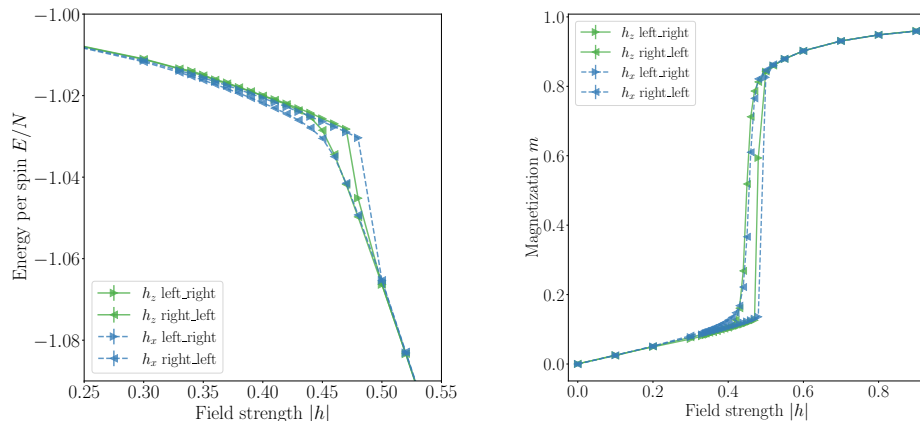 −1.00
−1.02
−1.04
−1.06
−1.08
Energy per spin E/N
h_z left_right
h_z right_left
h_x left_right
h_x right_left
0.25 0.30 0.35 0.40 0.45 0.50 0.55
Field strength |h|
1.0
0.8
0.6
0.4
0.2
0.0
Magnetization m
h_z left_right
h_z right_left
h_x left_right
h_x right_left
0.0 0.2 0.4 0.6 0.8
Field strength |h|